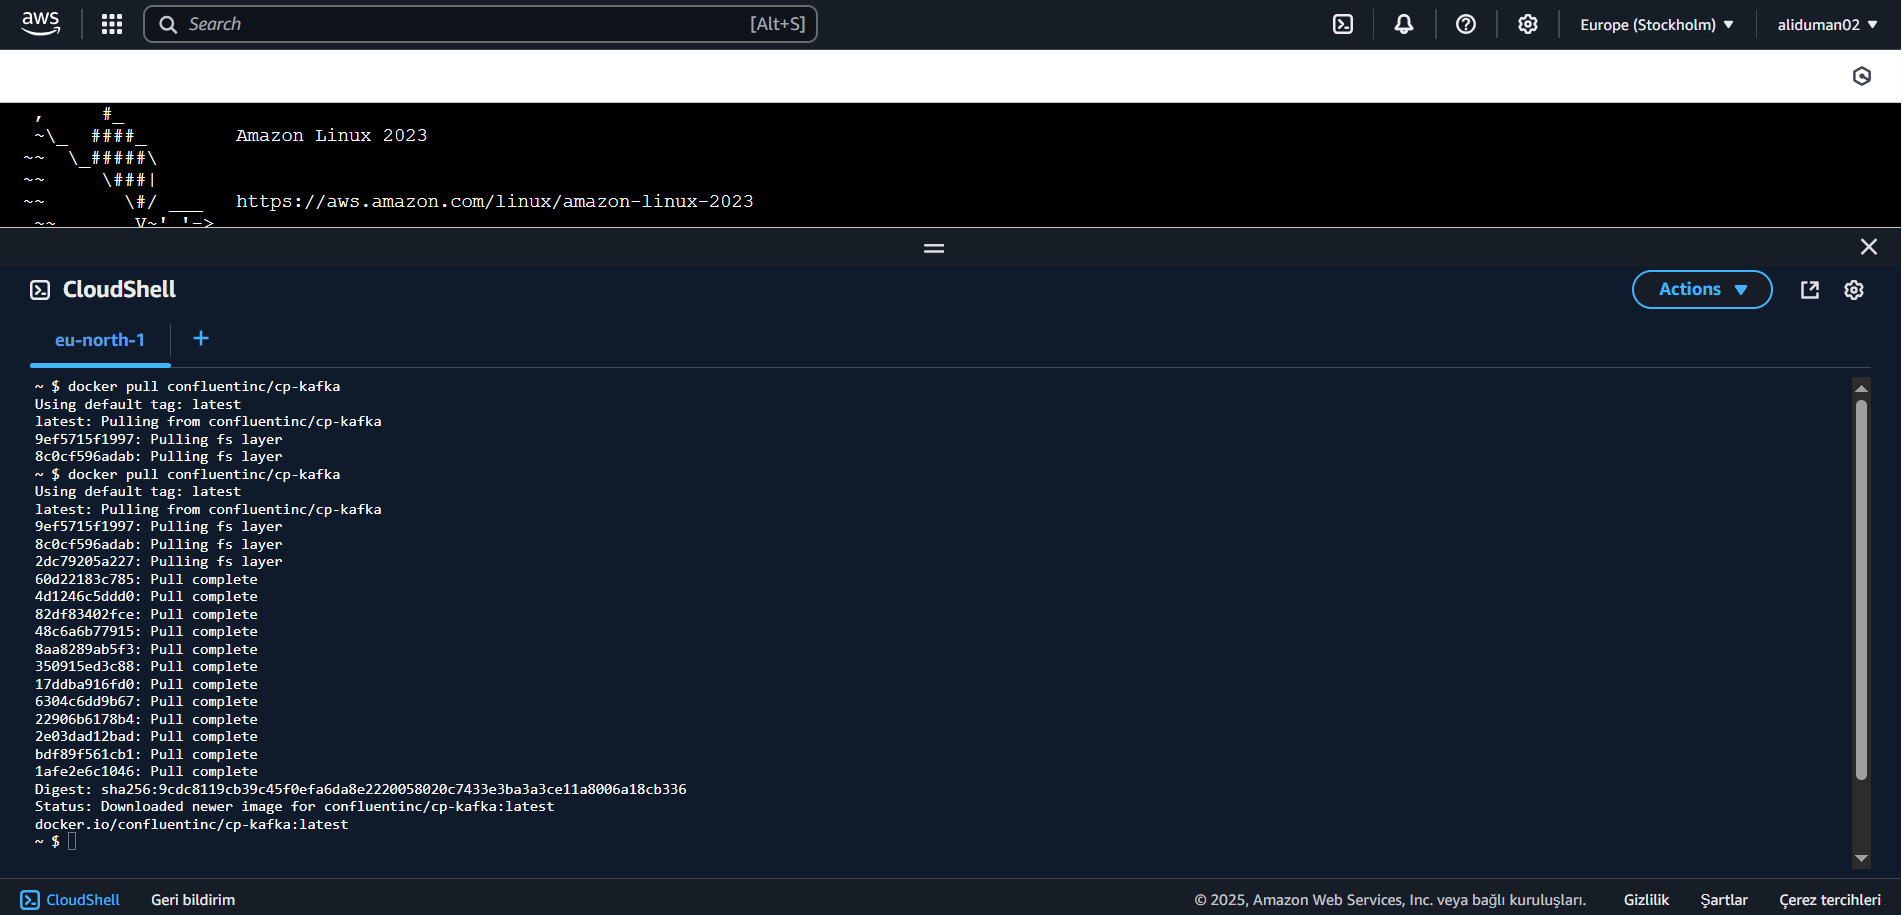 aws
Search
[Alt+S]
Europe (Stockholm)
aliduman02
,     #_
~\_  ####_        Amazon Linux 2023
~~  \_#####\
~~     \###|
~~       \#/ ___   https://aws.amazon.com/linux/amazon-linux-2023
~~       V~' '->
CloudShell
Actions
eu-north-1
+
~ $ docker pull confluentinc/cp-kafka
Using default tag: latest
latest: Pulling from confluentinc/cp-kafka
9ef5715f1997: Pulling fs layer
8c0cf596adab: Pulling fs layer
~ $ docker pull confluentinc/cp-kafka
Using default tag: latest
latest: Pulling from confluentinc/cp-kafka
9ef5715f1997: Pulling fs layer
8c0cf596adab: Pulling fs layer
2dc79205a227: Pulling fs layer
60d22183c785: Pull complete
4d1246c5ddd0: Pull complete
82df83402fce: Pull complete
48c6a6b77915: Pull complete
8aa8289ab5f3: Pull complete
350915ed3c88: Pull complete
17ddba916fd0: Pull complete
6304c6dd9b67: Pull complete
22906b6178b4: Pull complete
2e03dad12bad: Pull complete
bdf89f561cb1: Pull complete
1afe2e6c1046: Pull complete
Digest: sha256:9cdc8119cb39c45f0efa6da8e2220058020c7433e3ba3a3ce11a8006a18cb336
Status: Downloaded newer image for confluentinc/cp-kafka:latest
docker.io/confluentinc/cp-kafka:latest
~ $
CloudShell
Geri bildirim
© 2025, Amazon Web Services, Inc. veya bağlı kuruluşları.
Gizlilik
Şartlar
Çerez tercihleri